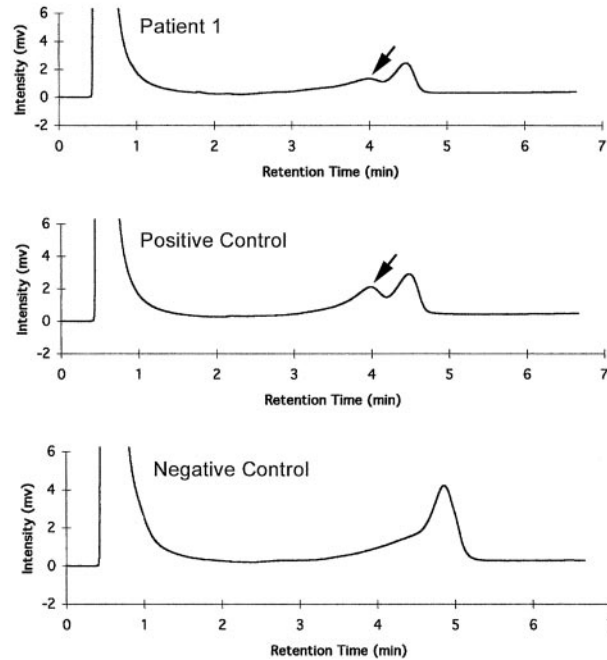 Patient 1
Intensity (mv)
6
4
2
0
-2
0 1 2 3 4 5 6 7
Retention Time (min)
Positive Control
Intensity (mv)
6
4
2
0
-2
0 1 2 3 4 5 6 7
Retention Time (min)
Negative Control
Intensity (mv)
6
4
2
0
-2
0 1 2 3 4 5 6
Retention Time (min)